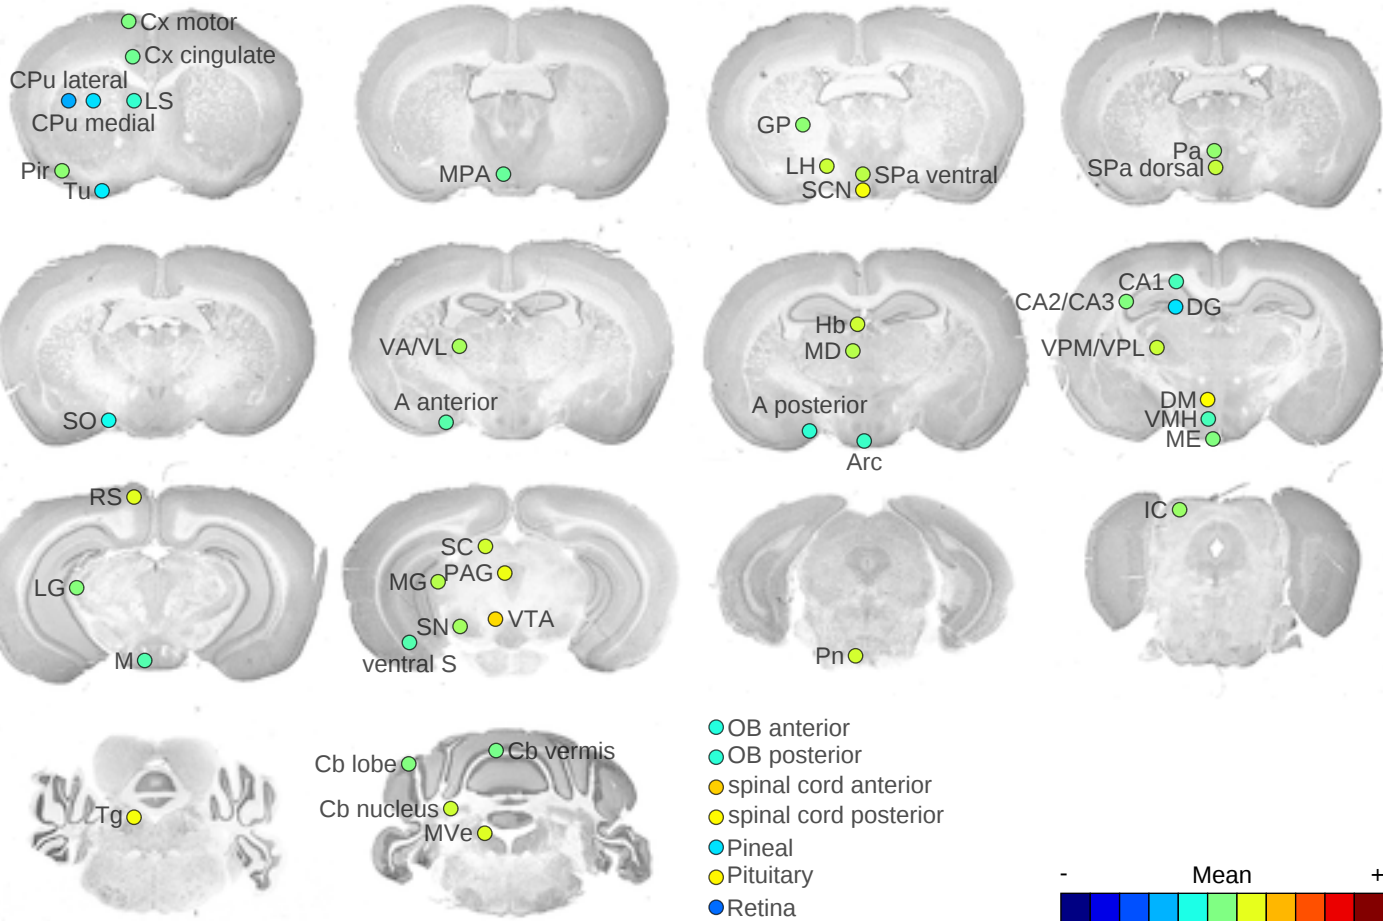 Cx motor
Cx cingulate
CPu lateral
LS
CPu medial
Pir
Tu
MPA
GP
LH
SPa ventral
SCN
Pa
SPa dorsal
SO
VA/VL
A anterior
Hb
MD
A posterior
Arc
CA1
CA2/CA3
DG
VPM/VPL
DM
VMH
ME
RS
LG
M
SC
PAG
MG
VTA
SN
ventral S
Pn
IC
Tg
Cb vermis
Cb lobe
Cb nucleus
MVe
OB anterior
OB posterior
spinal cord anterior
spinal cord posterior
Pineal
Pituitary
Retina
- Mean +